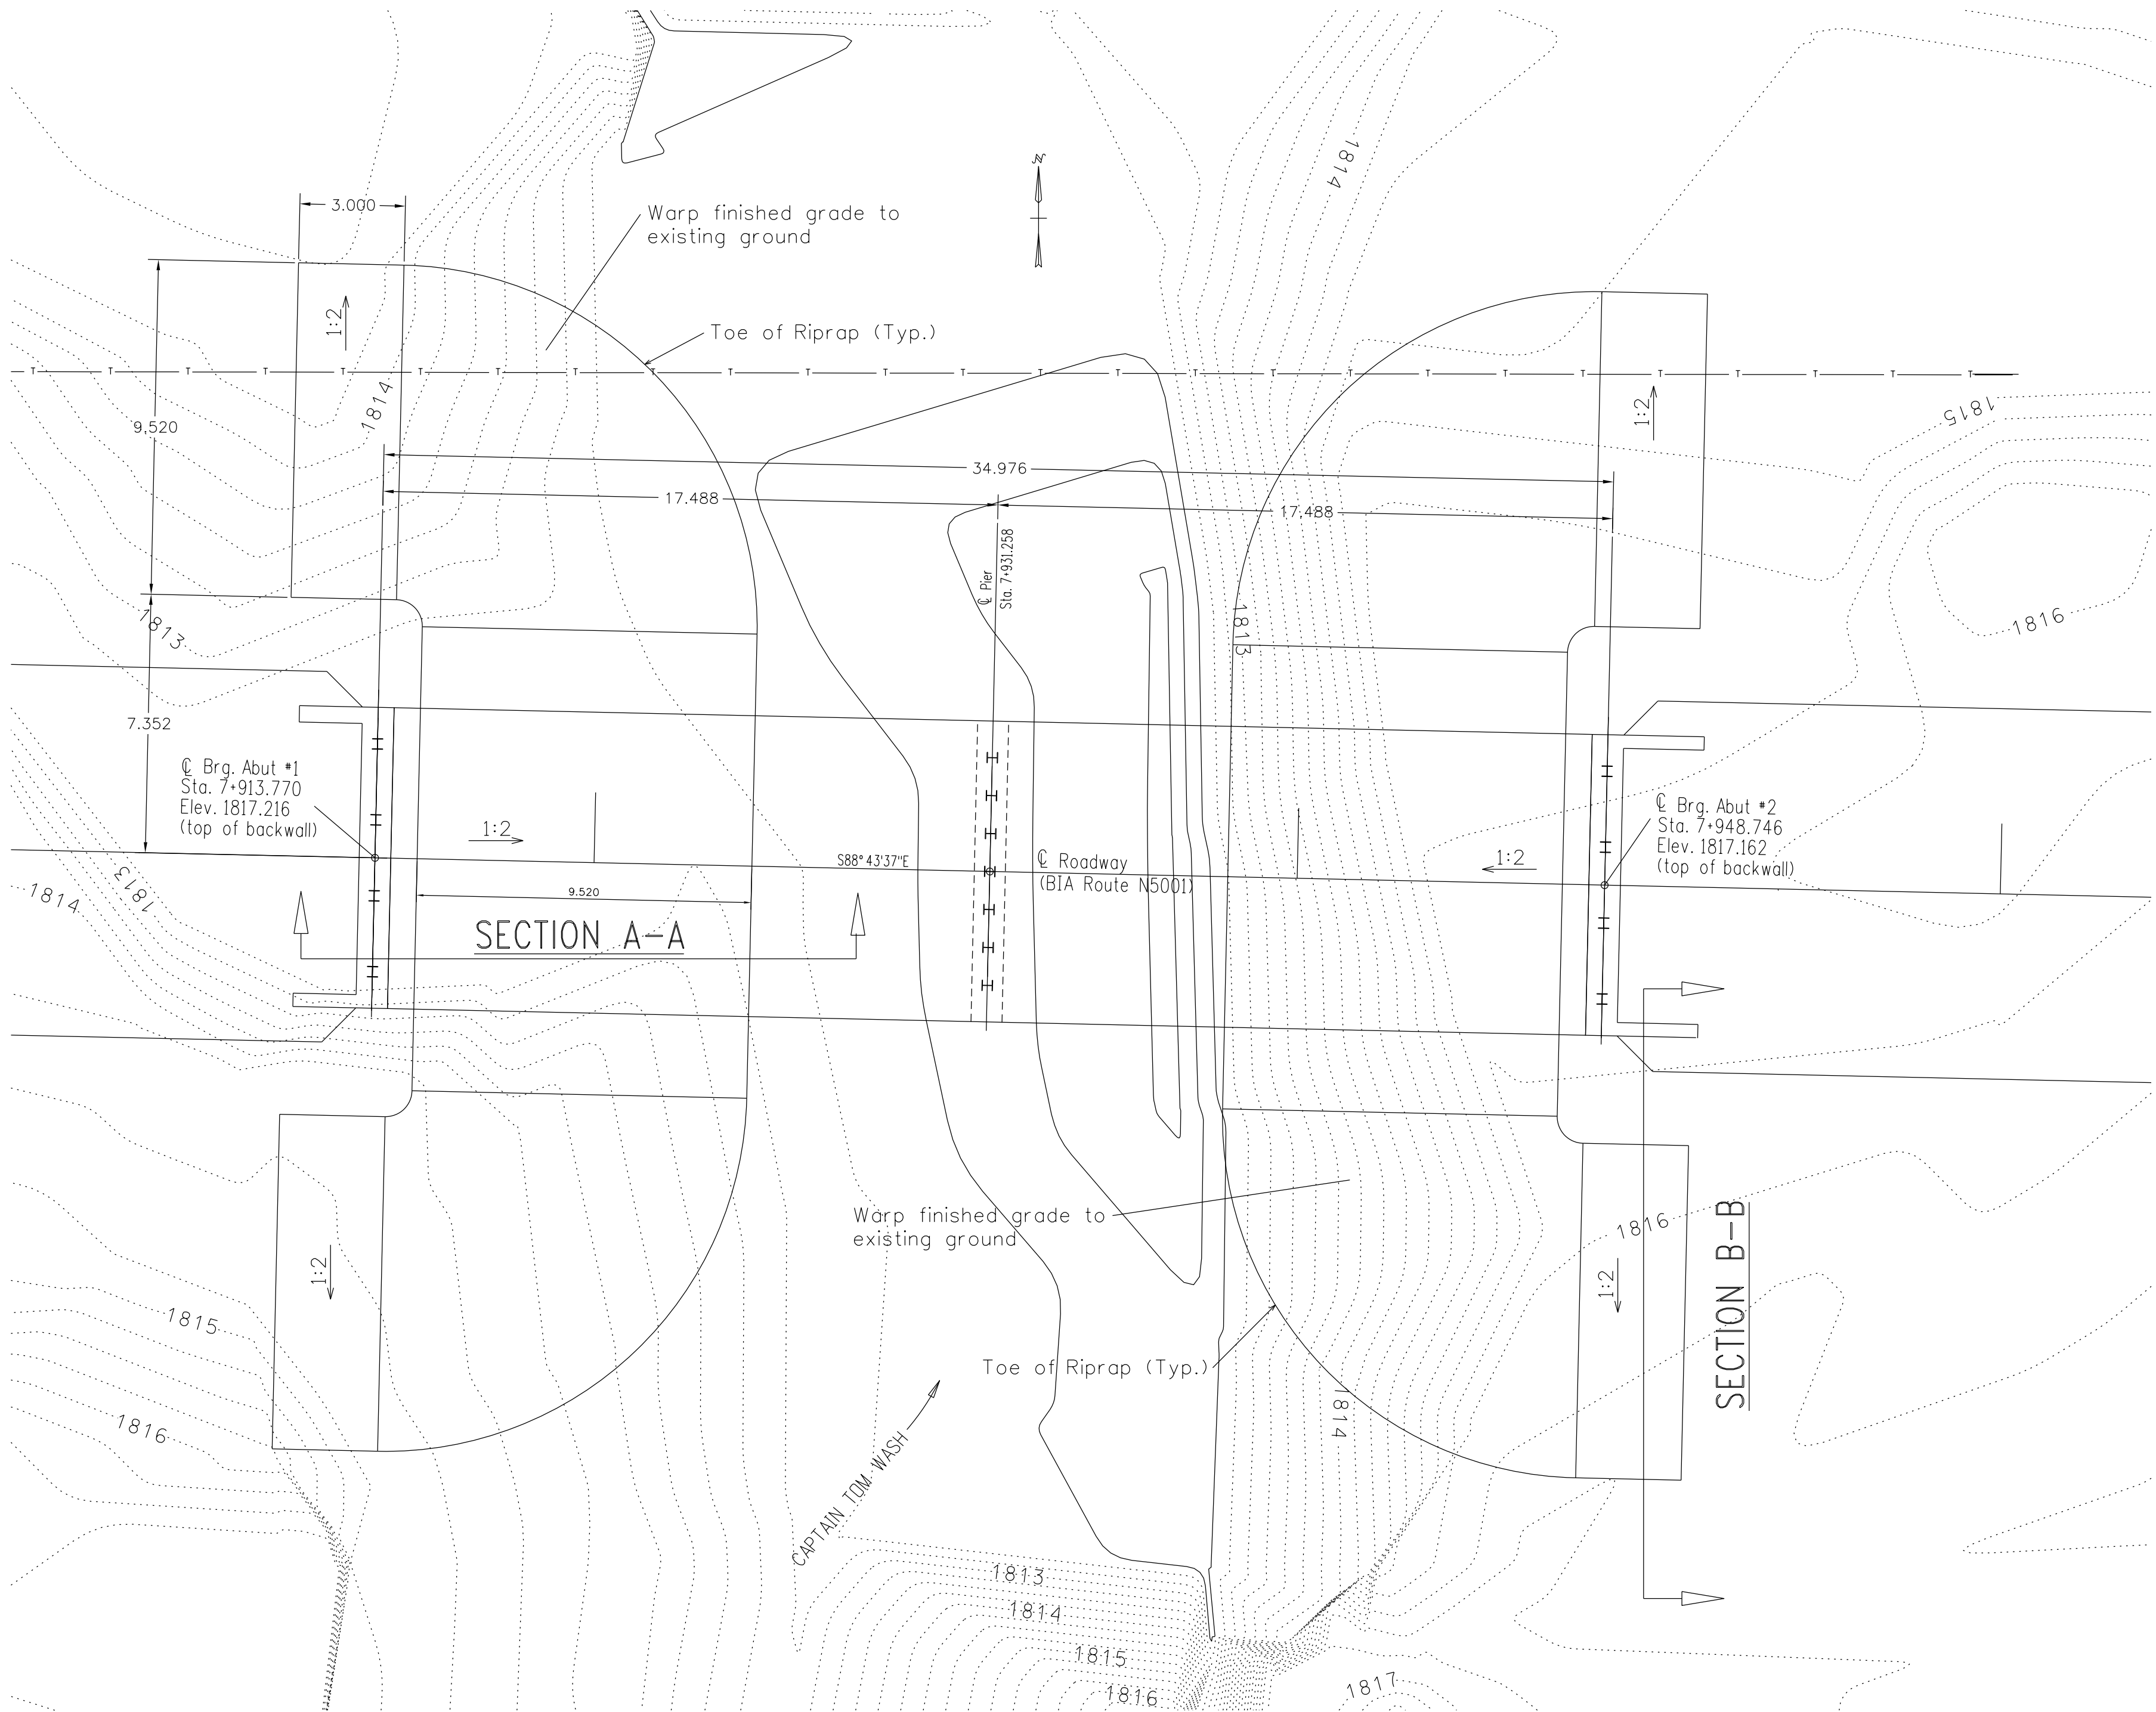 N
1814
3.000
Warp finished grade to
existing ground
1:2
Toe of Riprap (Typ.)
T T T T T T T T T T T T T T T T T T T T T T T T T T
1814
1:2
1815
9.520
34.976
17.488
17.488
℄ Pier
Sta. 7+931.258
1813
1813
1816
7.352
℄ Brg. Abut #1
Sta. 7+913.770
Elev. 1817.216
(top of backwall)
1:2
S88°43'37"E
℄ Roadway
(BIA Route N5001)
1:2
℄ Brg. Abut #2
Sta. 7+948.746
Elev. 1817.162
(top of backwall)
1813
1814
9.520
SECTION A-A
Warp finished grade to
existing ground
1816
SECTION B-B
1:2
1:2
1815
Toe of Riprap (Typ.)
1814
1816
CAPTAIN TOM WASH
1813
1814
1815
1816
1817